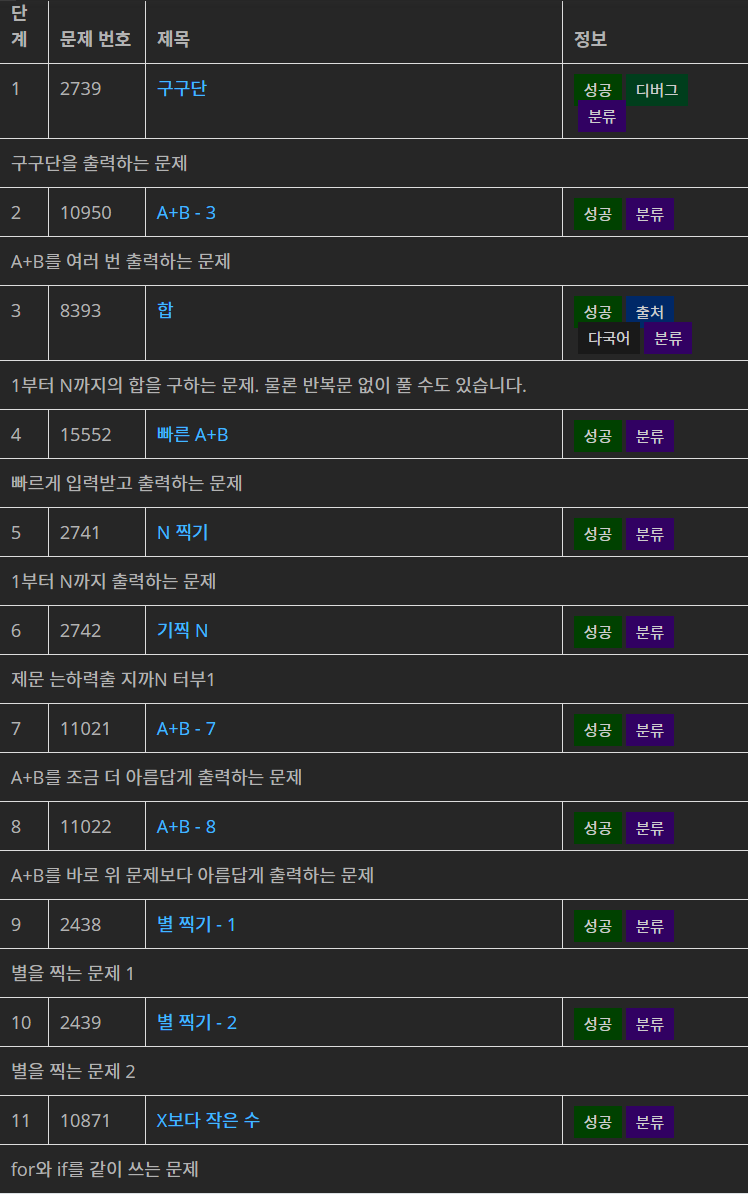 단
계 문제 번호 제목 정보
1 2739 구구단 성공 디버그
분류
구구단을 출력하는 문제
2 10950 A+B - 3 성공 분류
A+B를 여러 번 출력하는 문제
3 8393 합 성공 출처
다국어 분류
1부터 N까지의 합을 구하는 문제. 물론 반복문 없이 풀 수도 있습니다.
4 15552 빠른 A+B 성공 분류
빠르게 입력받고 출력하는 문제
5 2741 N 찍기 성공 분류
1부터 N까지 출력하는 문제
6 2742 기찍 N 성공 분류
제문 는하력출 지까N 터부1
7 11021 A+B - 7 성공 분류
A+B를 조금 더 아름답게 출력하는 문제
8 11022 A+B - 8 성공 분류
A+B를 바로 위 문제보다 아름답게 출력하는 문제
9 2438 별 찍기 - 1 성공 분류
별을 찍는 문제 1
10 2439 별 찍기 - 2 성공 분류
별을 찍는 문제 2
11 10871 X보다 작은 수 성공 분류
for와 if를 같이 쓰는 문제